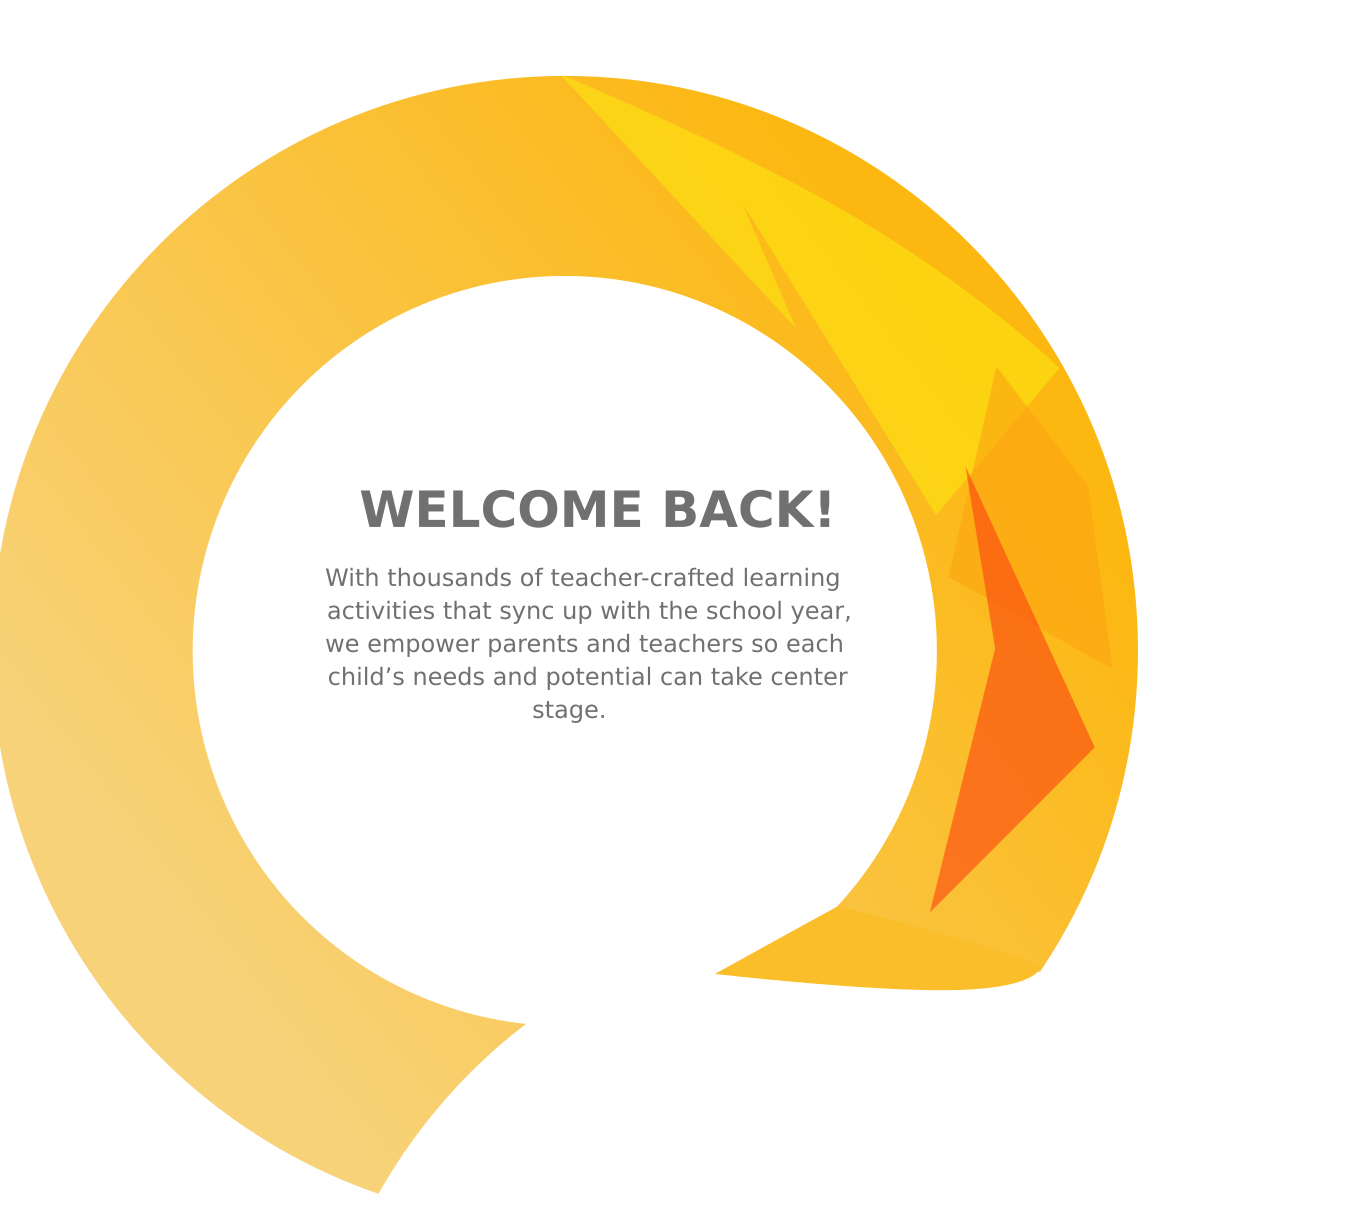 WELCOME BACK!
With thousands of teacher-crafted learning
activities that sync up with the school year,
we empower parents and teachers so each
child’s needs and potential can take center
stage.